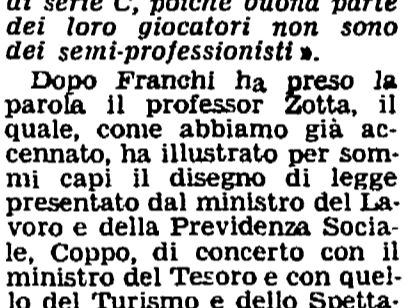 di serie C, poichè buona parte
dei loro giocatori non sono
dei semi-professionisti ».
Dopo Franchi ha preso la
parola il professor Zotta, il
quale, come abbiamo già ac-
cennato, ha illustrato per som-
mi capi il disegno di legge
presentato dal ministro del La-
voro e della Previdenza Socia-
le, Coppo, di concerto con il
ministro del Tesoro e con quel-
lo del Turismo e dello Spetta-